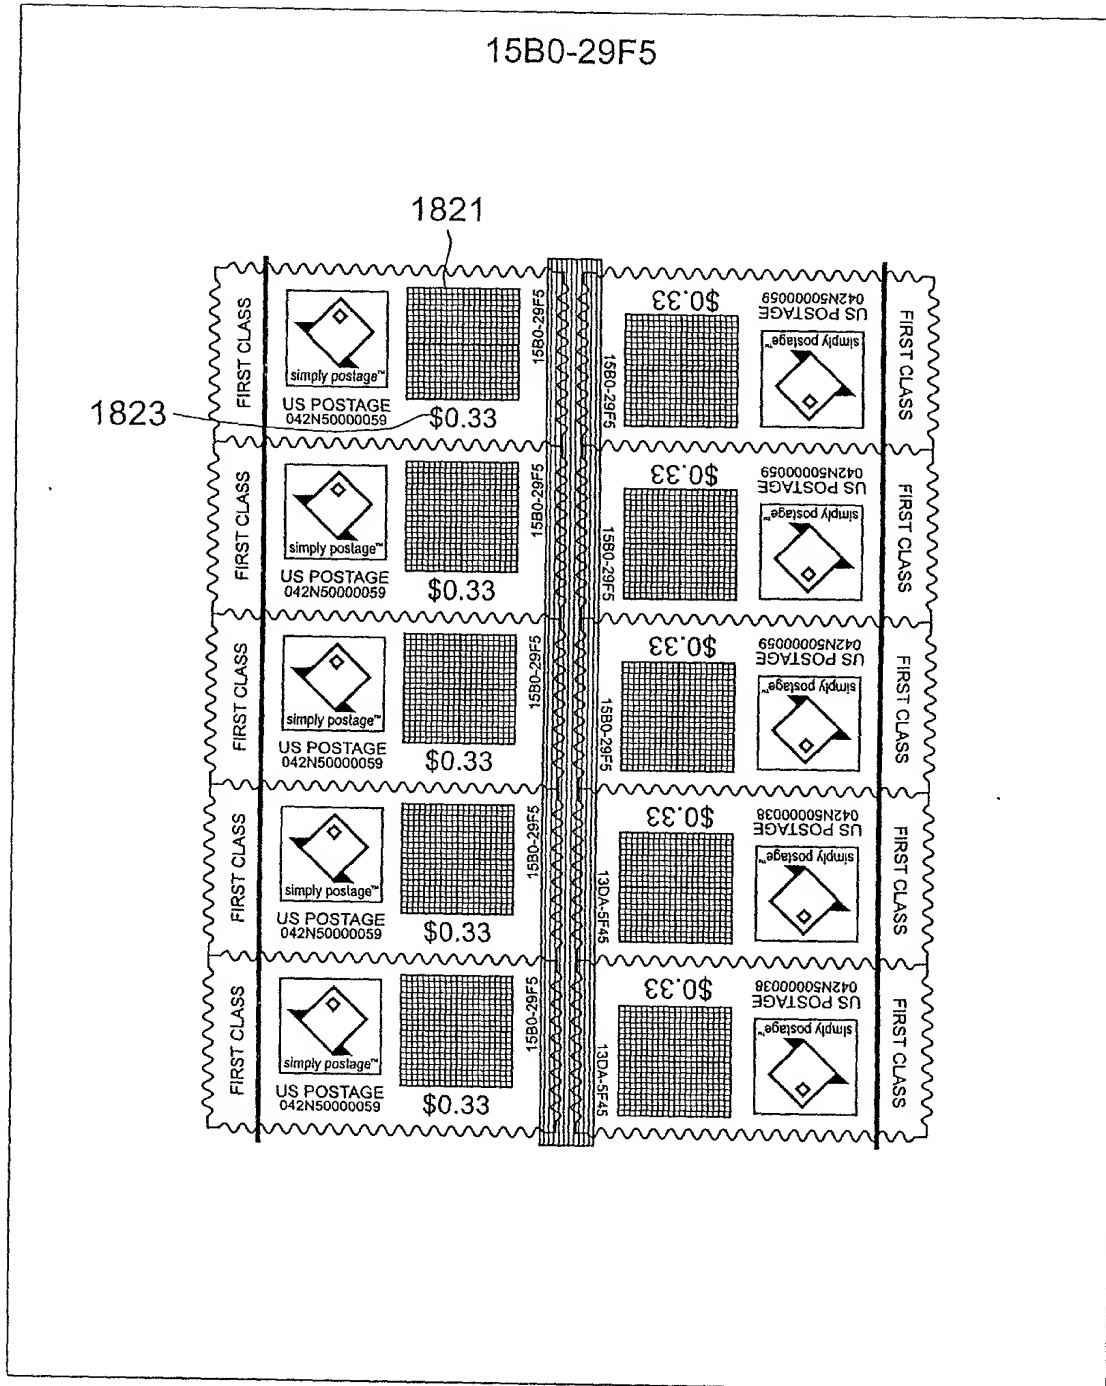 15B0-29F5
1821
1823
FIRST CLASS
simply postage™
US POSTAGE
042N50000059
$0.33
15B0-29F5
15B0-29F5
$0.33
042N50000059
US POSTAGE
simply postage™
FIRST CLASS
FIRST CLASS
simply postage™
US POSTAGE
042N50000059
$0.33
15B0-29F5
15B0-29F5
$0.33
042N50000059
US POSTAGE
simply postage™
FIRST CLASS
FIRST CLASS
simply postage™
US POSTAGE
042N50000059
$0.33
15B0-29F5
15B0-29F5
$0.33
042N50000059
US POSTAGE
simply postage™
FIRST CLASS
FIRST CLASS
simply postage™
US POSTAGE
042N50000059
$0.33
15B0-29F5
13DA-5F45
$0.33
042N50000038
US POSTAGE
simply postage™
FIRST CLASS
FIRST CLASS
simply postage™
US POSTAGE
042N50000059
$0.33
15B0-29F5
13DA-5F45
$0.33
042N50000038
US POSTAGE
simply postage™
FIRST CLASS